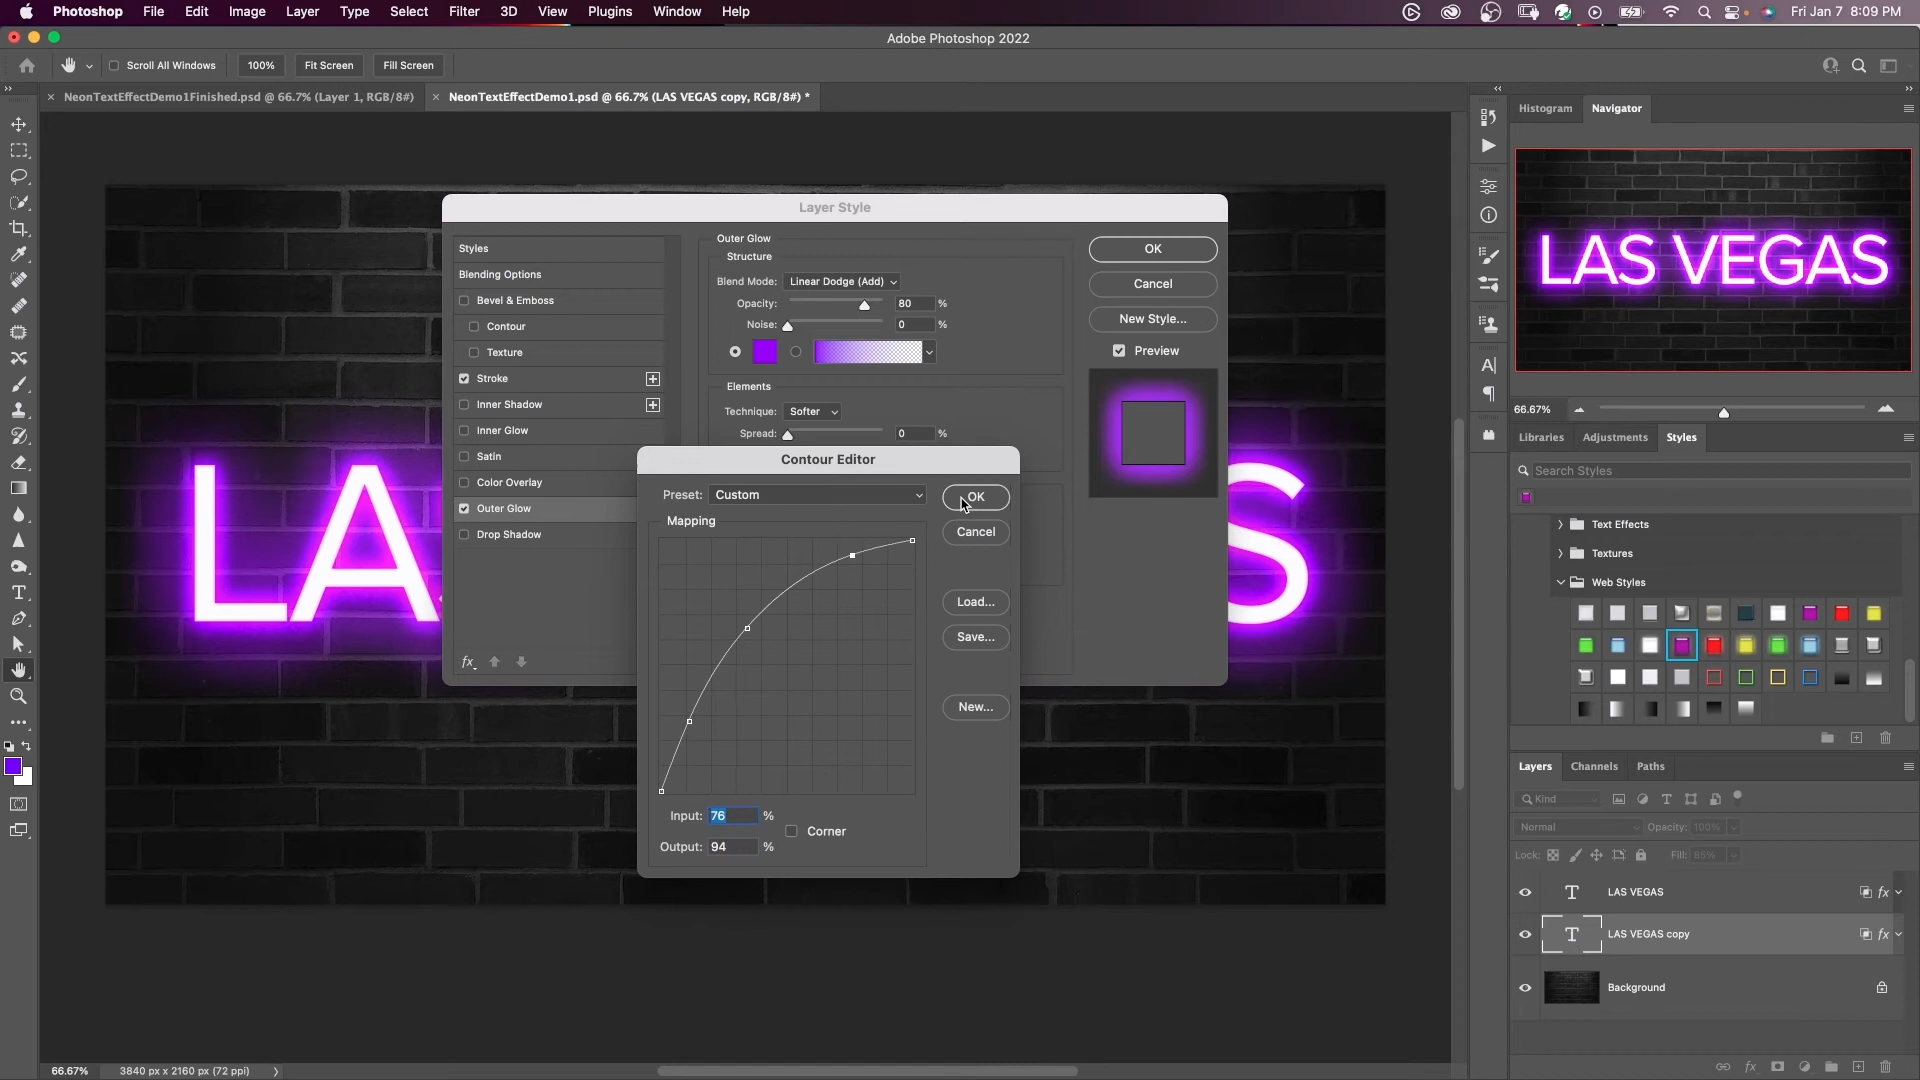 Photoshop File Edit Image Layer Type Select Filter 3D View Plugins Window Help Fri Jan 7 8:09 PM
Adobe Photoshop 2022
Scroll All Windows 100% Fit Screen Fill Screen
NeonTextEffectDemo1Finished.psd @ 66.7% (Layer 1, RGB/8#) NeonTextEffectDemo1.psd @ 66.7% (LAS VEGAS copy, RGB/8#) *
Histogram Navigator
LAS VEGAS
66.67%
Libraries Adjustments Styles
Search Styles
Text Effects
Textures
Web Styles
Layer Style
Styles
Blending Options
Bevel & Emboss
Contour
Texture
Stroke
Inner Shadow
Inner Glow
Satin
Color Overlay
Outer Glow
Drop Shadow
fx
Outer Glow
Structure
Blend Mode: Linear Dodge (Add)
Opacity: 80 %
Noise: 0 %
Elements
Technique: Softer
Spread: 0 %
OK
Cancel
New Style...
Preview
LA
S
Contour Editor
Preset: Custom
Mapping
OK
Cancel
Load...
Save...
New...
Input: 76 %
Corner
Output: 94 %
Layers Channels Paths
Kind
Normal Opacity: 100%
Lock: Fill: 85%
T LAS VEGAS fx
T LAS VEGAS copy fx
Background
fx
66.67% 3840 px x 2160 px (72 ppi)